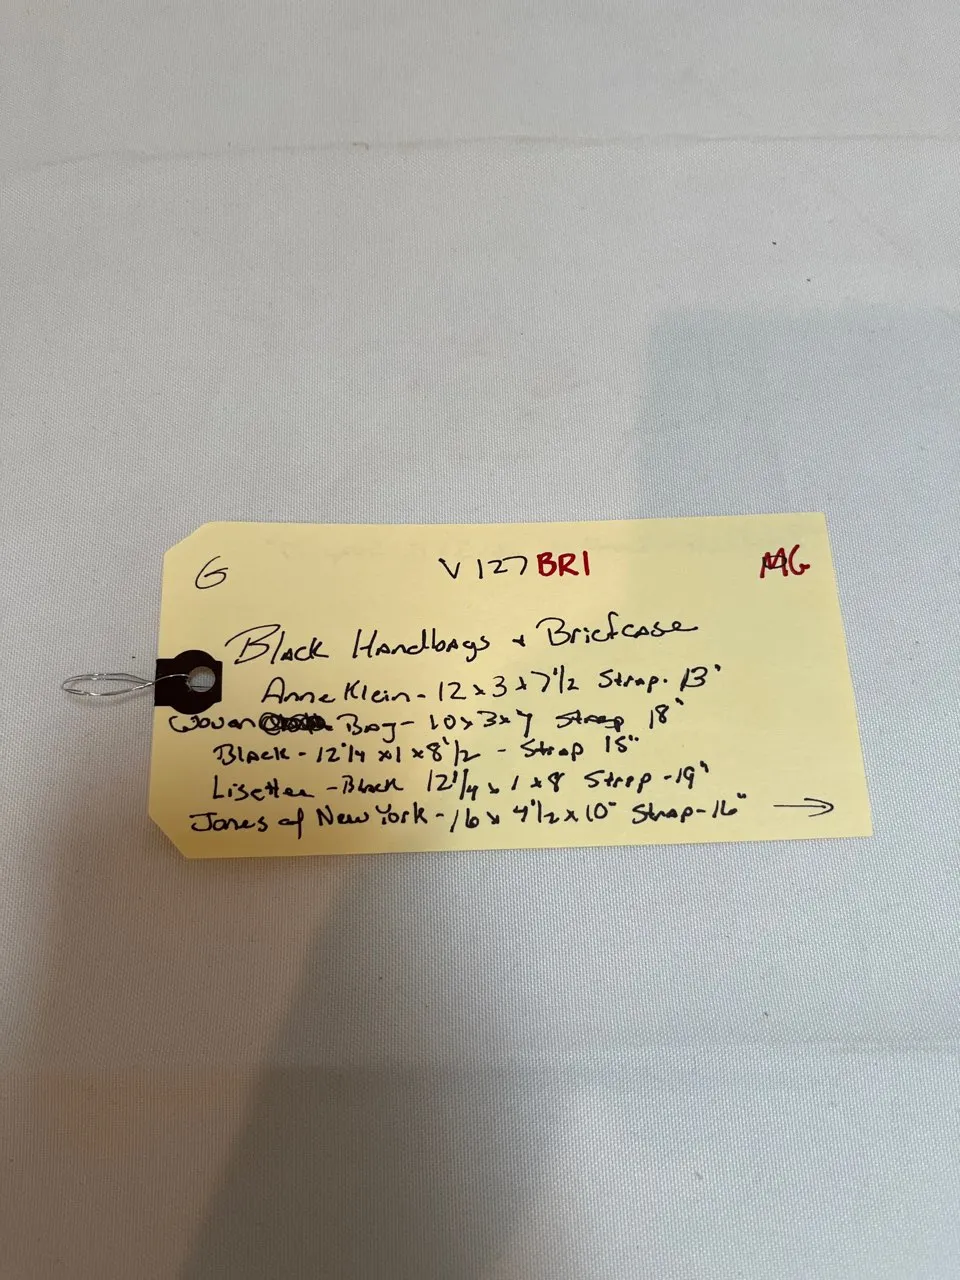 G V127 BR1 MG
Black Handbags + Briefcase
Anne Klein - 12 x 3 x 7 1/2 Strap - 13"
Woven Bag - 10 x 3 x 7 Strap 18"
Black - 12 1/4 x 1 x 8 1/2 - Strap 15"
Lisettee - Black 12 1/4 x 1 x 8 Strap - 19"
Jones of New York - 16 x 4 1/2 x 10" Strap - 16" →